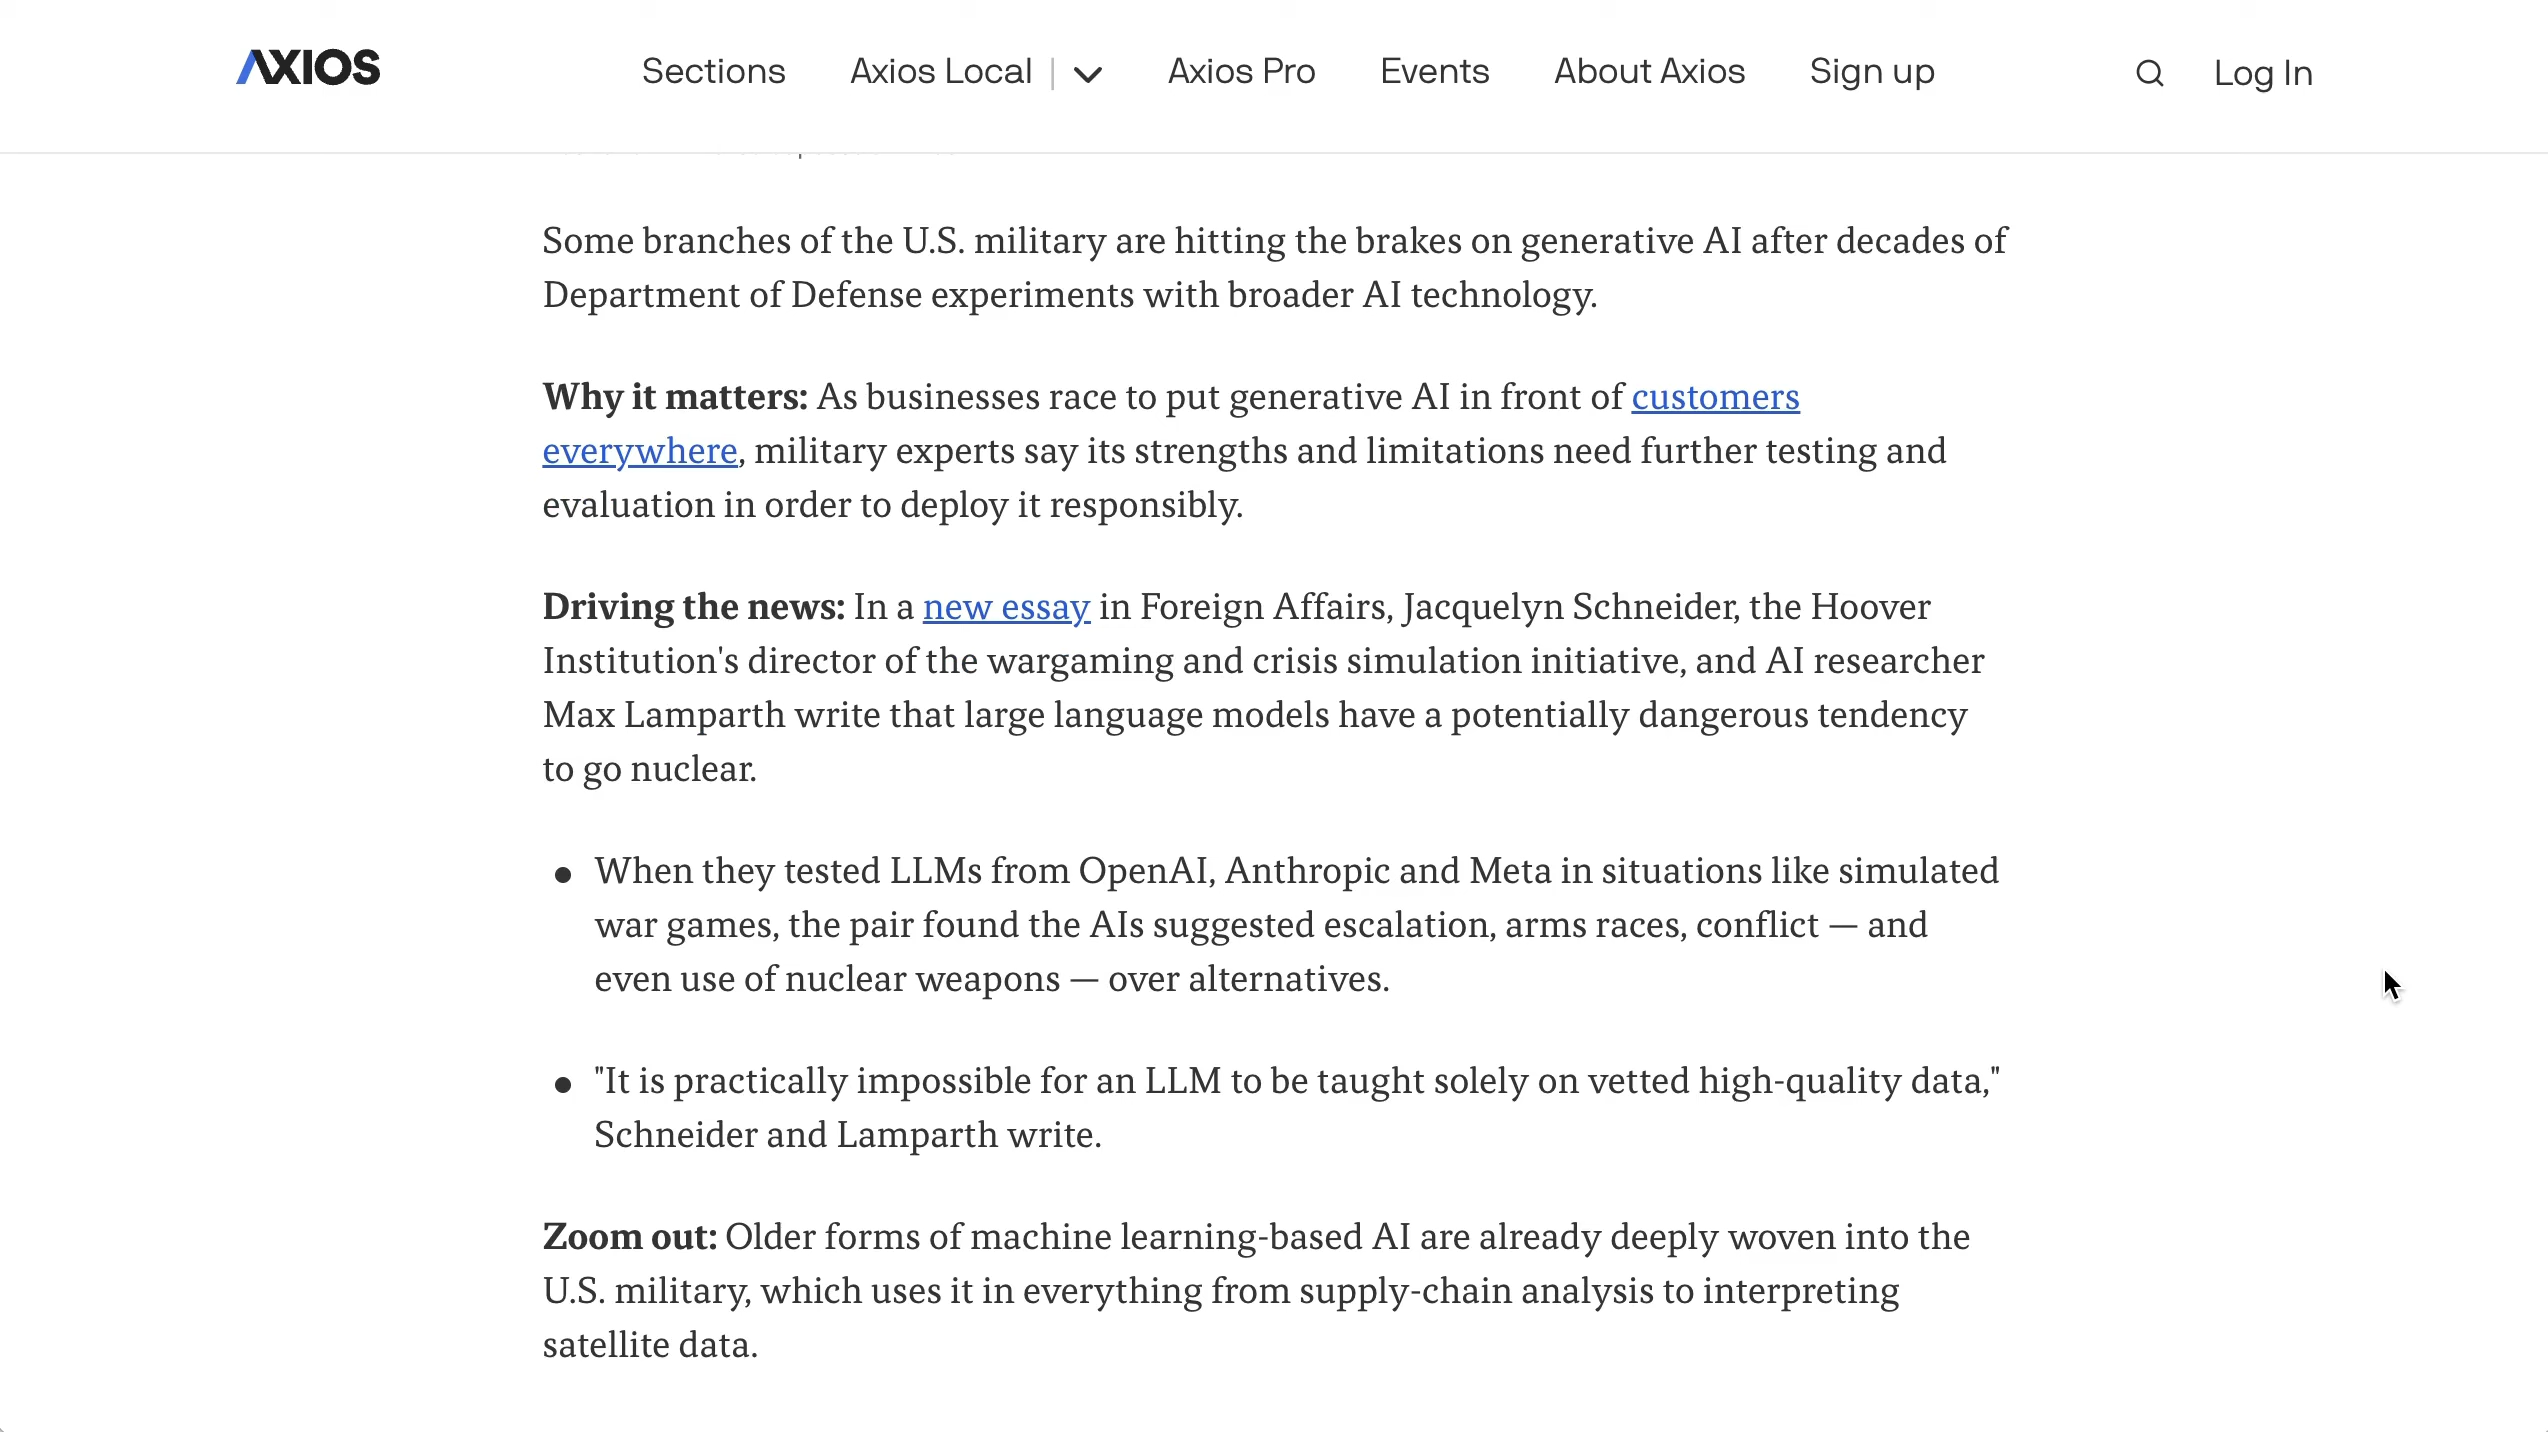 AXIOS
Sections
Axios Local
Axios Pro
Events
About Axios
Sign up
Log In
Some branches of the U.S. military are hitting the brakes on generative AI after decades of
Department of Defense experiments with broader AI technology.
Why it matters: As businesses race to put generative AI in front of customers
everywhere, military experts say its strengths and limitations need further testing and
evaluation in order to deploy it responsibly.
Driving the news: In a new essay in Foreign Affairs, Jacquelyn Schneider, the Hoover
Institution's director of the wargaming and crisis simulation initiative, and AI researcher
Max Lamparth write that large language models have a potentially dangerous tendency
to go nuclear.
● When they tested LLMs from OpenAI, Anthropic and Meta in situations like simulated
war games, the pair found the AIs suggested escalation, arms races, conflict — and
even use of nuclear weapons — over alternatives.
● "It is practically impossible for an LLM to be taught solely on vetted high-quality data,"
Schneider and Lamparth write.
Zoom out: Older forms of machine learning-based AI are already deeply woven into the
U.S. military, which uses it in everything from supply-chain analysis to interpreting
satellite data.